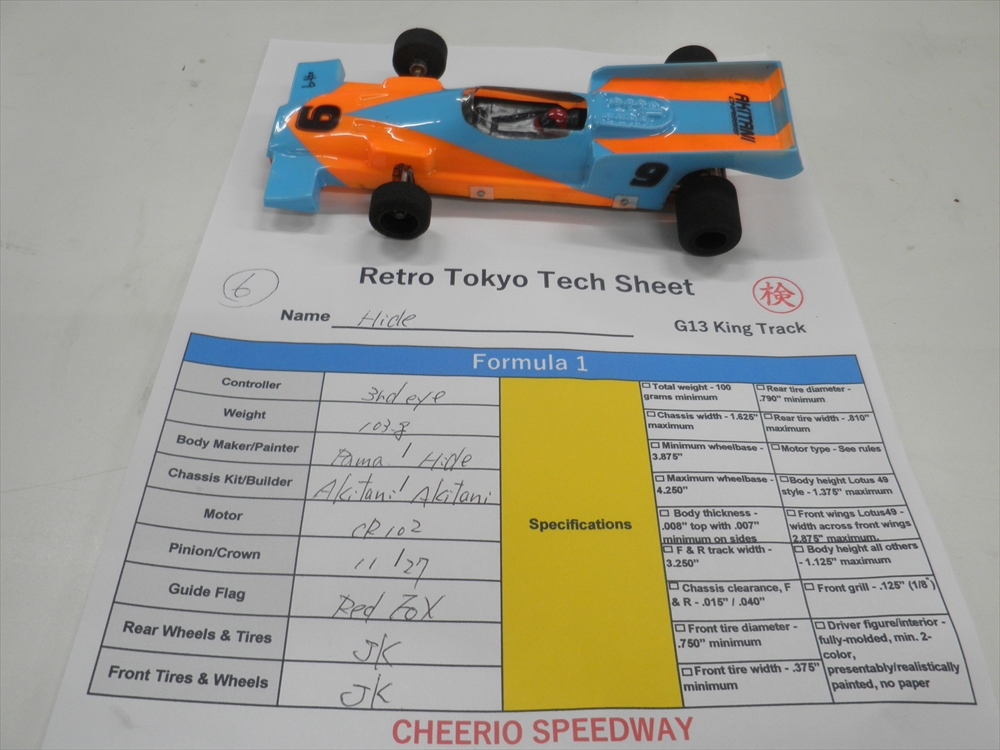 9
9
AKITANI
Retro Tokyo Tech Sheet
6
検
Name Hide
G13 King Track
Formula 1
Controller 3rd eye
Weight 103.g
Body Maker/Painter Pama / Hide
Chassis Kit/Builder Akitani / Akitani
Motor CR102
Pinion/Crown 11 / 27
Guide Flag Red FOX
Rear Wheels & Tires JK
Front Tires & Wheels JK
Specifications
Total weight - 100
grams minimum
Chassis width - 1.625"
maximum
Minimum wheelbase -
3.875"
Maximum wheelbase -
4.250"
Body thickness -
.008" top with .007"
minimum on sides
F & R track width -
3.250"
Chassis clearance, F
& R - .015" / .040"
Front tire diameter -
.750" minimum
Front tire width - .375"
minimum
Rear tire diameter -
.790" minimum
Rear tire width - .810"
maximum
Motor type - See rules
Body height Lotus 49
style - 1.375" maximum
Front wings Lotus49 -
width across front wings
2.875" maximum.
Body height all others
- 1.125" maximum
Front grill - .125" (1/8")
Driver figure/interior -
fully-molded, min. 2-
color,
presentably/realistically
painted, no paper
CHEERIO SPEEDWAY